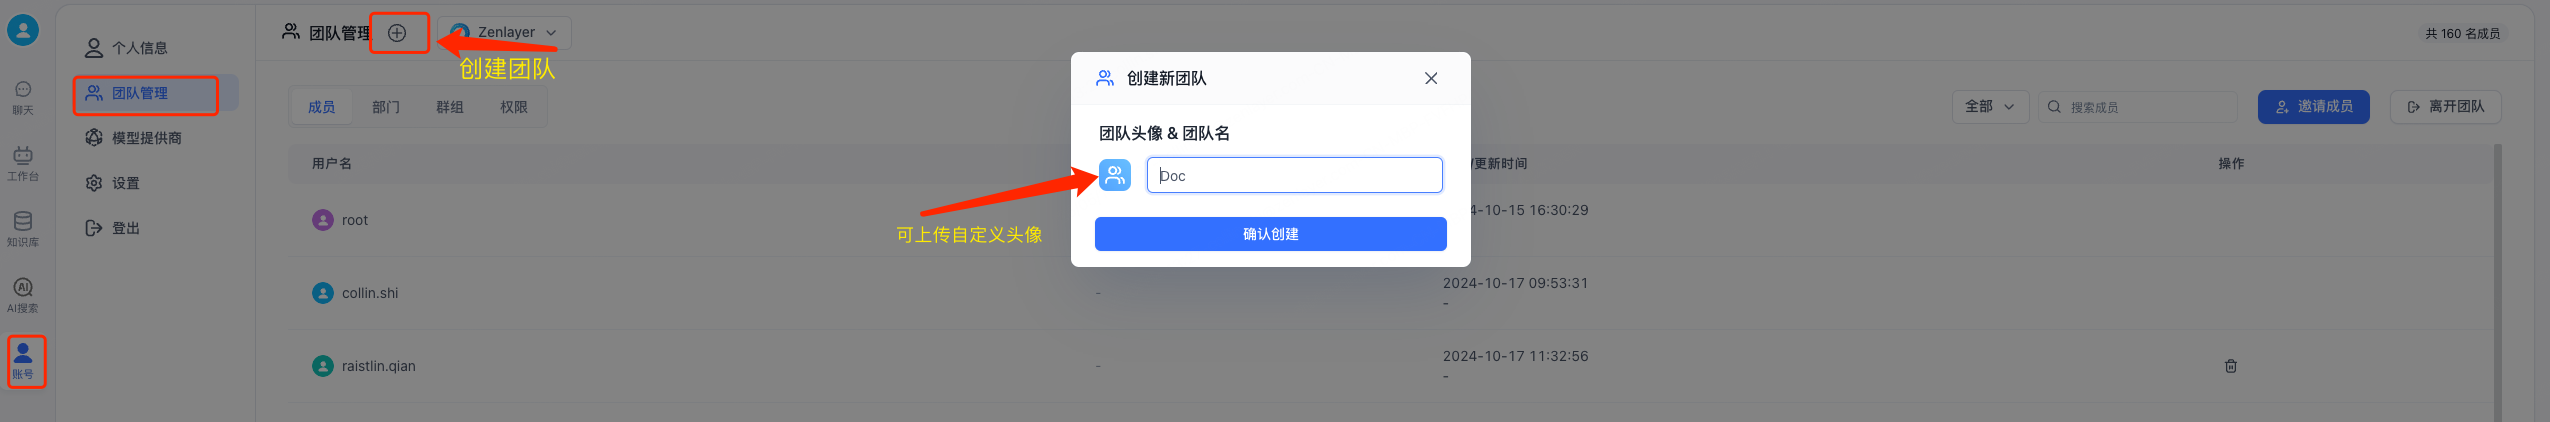 团队管理
Zenlayer
共 160 名成员
创建团队
个人信息
团队管理
模型提供商
设置
登出
聊天
工作台
知识库
AI搜索
账号
成员
部门
群组
权限
全部
搜索成员
邀请成员
离开团队
创建新团队
团队头像 & 团队名
Doc
确认创建
可上传自定义头像
用户名
更新时间
操作
root
4-10-15 16:30:29
collin.shi
-
2024-10-17 09:53:31
-
raistlin.qian
-
2024-10-17 11:32:56
-